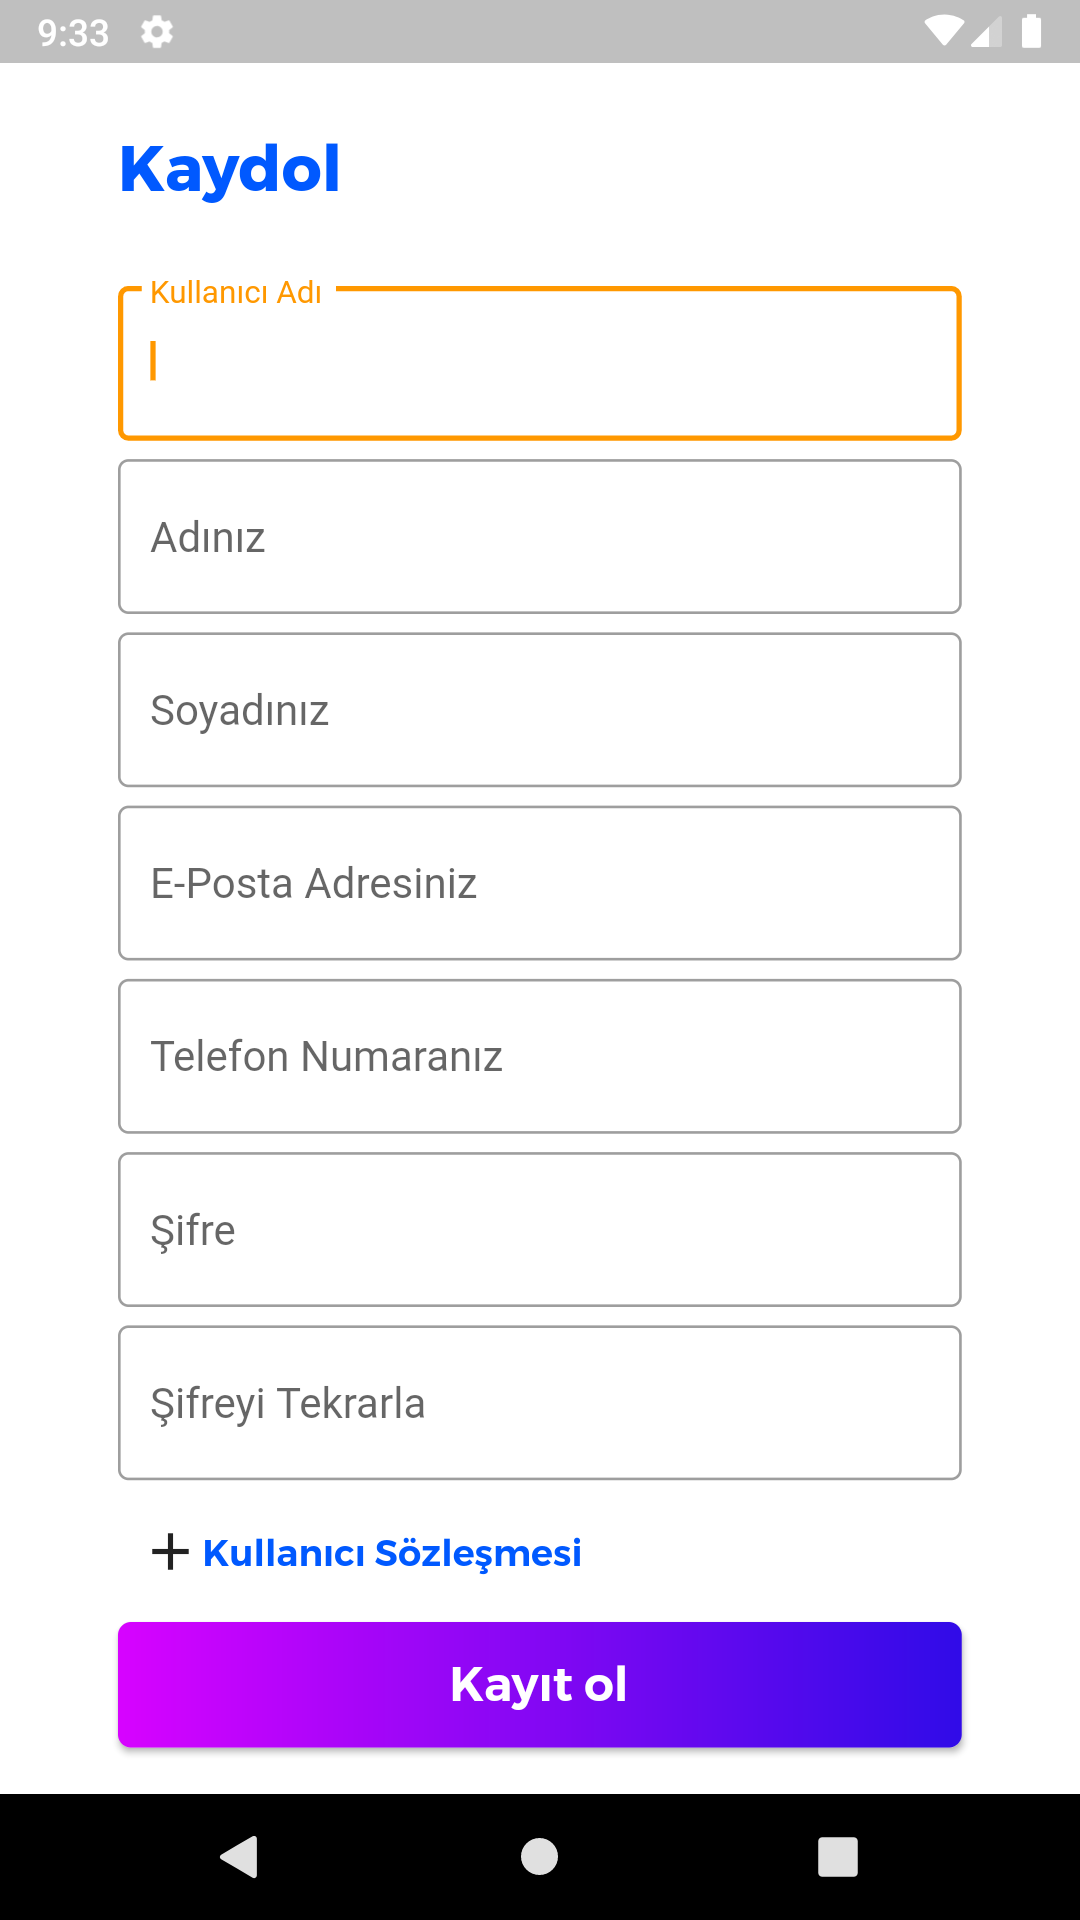 9:33
Kaydol
Kullanıcı Adı
Adınız
Soyadınız
E-Posta Adresiniz
Telefon Numaranız
Şifre
Şifreyi Tekrarla
Kullanıcı Sözleşmesi
Kayıt ol